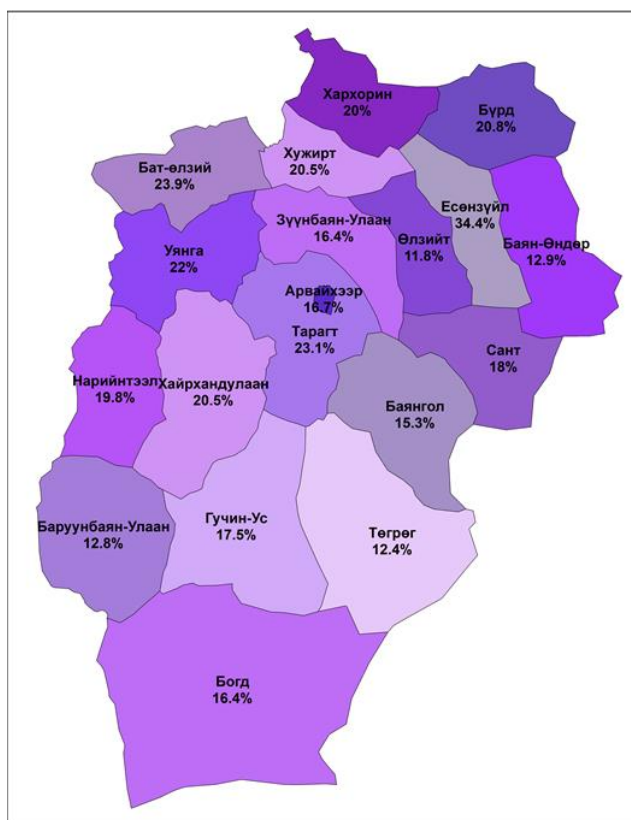 Хархорин
20%
Бүрд
20.8%
Хужирт
20.5%
Бат-өлзий
23.9%
Есөнзүйл
34.4%
Зүүнбаян-Улаан
16.4%
Өлзийт
11.8%
Баян-Өндөр
12.9%
Уянга
22%
Арвайхээр
16.7%
Тарагт
23.1%
Сант
18%
Нарийнтээл
19.8%
Хайрхандулаан
20.5%
Баянгол
15.3%
Баруунбаян-Улаан
12.8%
Гучин-Ус
17.5%
Төгрөг
12.4%
Богд
16.4%